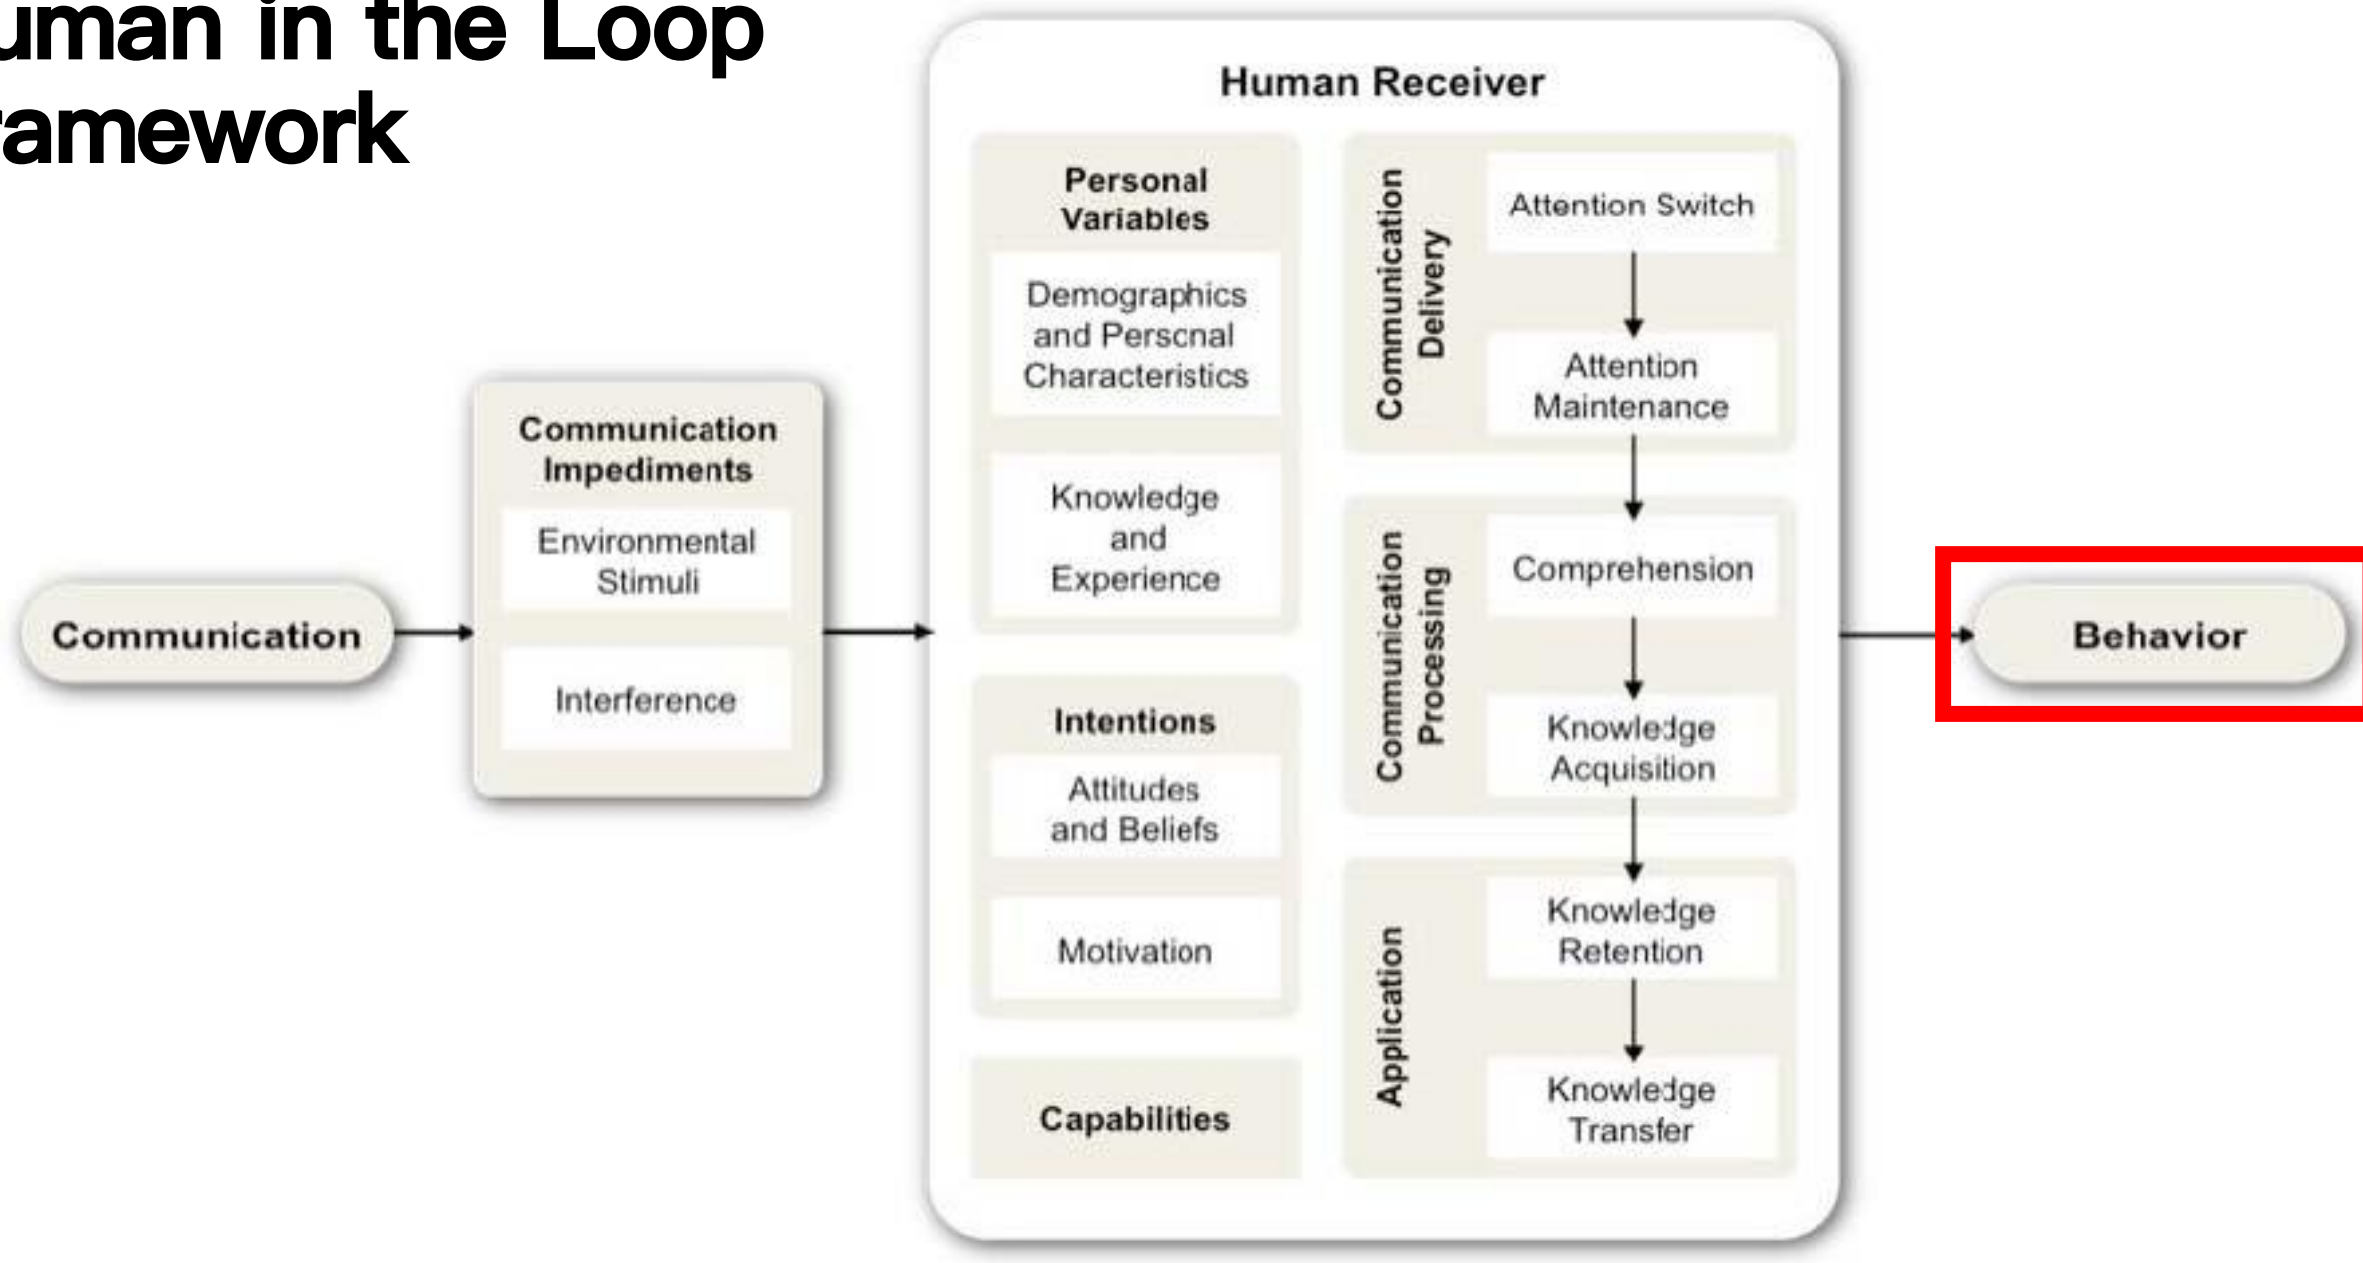 uman in the Loop
ramework
Human Receiver
Personal
Variables
Demographics
and Personal
Characteristics
Knowledge
and
Experience
Intentions
Attitudes
and Beliefs
Motivation
Capabilities
Communication
Delivery
Attention Switch
Attention
Maintenance
Communication
Processing
Comprehension
Knowledge
Acquisition
Application
Knowledge
Retention
Knowledge
Transfer
Communication
Impediments
Environmental
Stimuli
Interference
Communication
Behavior